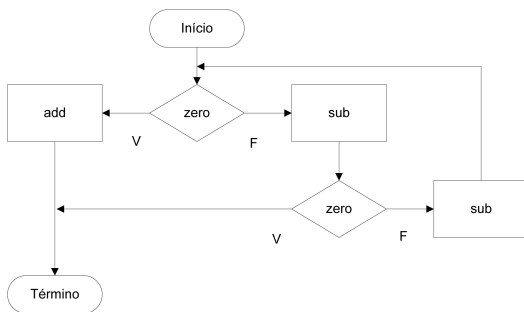 Início
add
zero
sub
V
F
zero
sub
V
F
Término